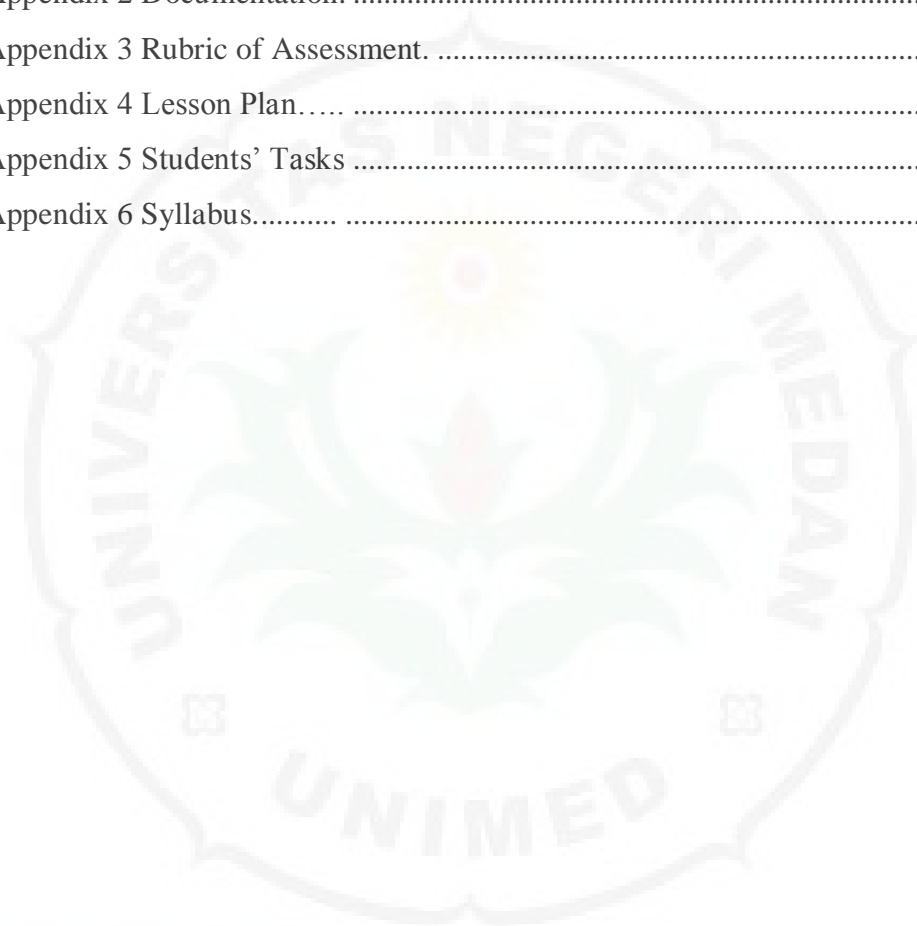 Appendix 2 Documentation. ........................................................................
Appendix 3 Rubric of Assessment. .............................................................
Appendix 4 Lesson Plan….. ........................................................................
Appendix 5 Students’ Tasks ........................................................................
Appendix 6 Syllabus.......... .........................................................................
UNIVERSITAS NEGERI MEDAN
UNIMED